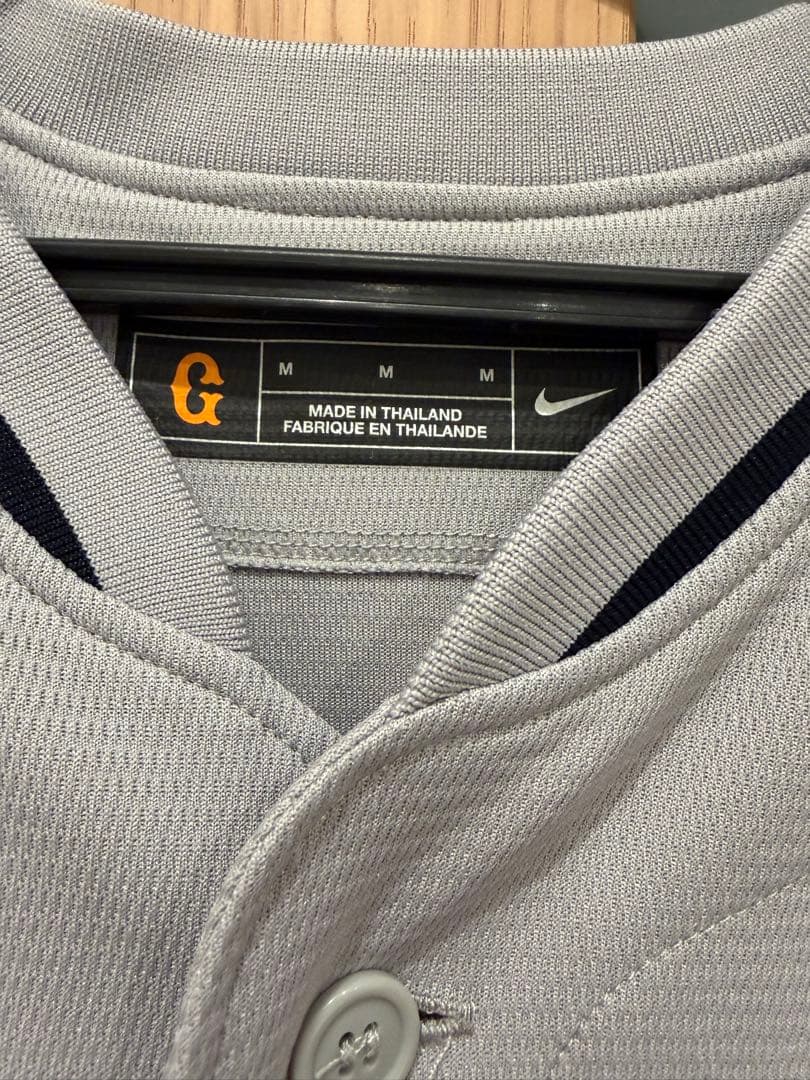 G
M M M
MADE IN THAILAND
FABRIQUE EN THAILANDE